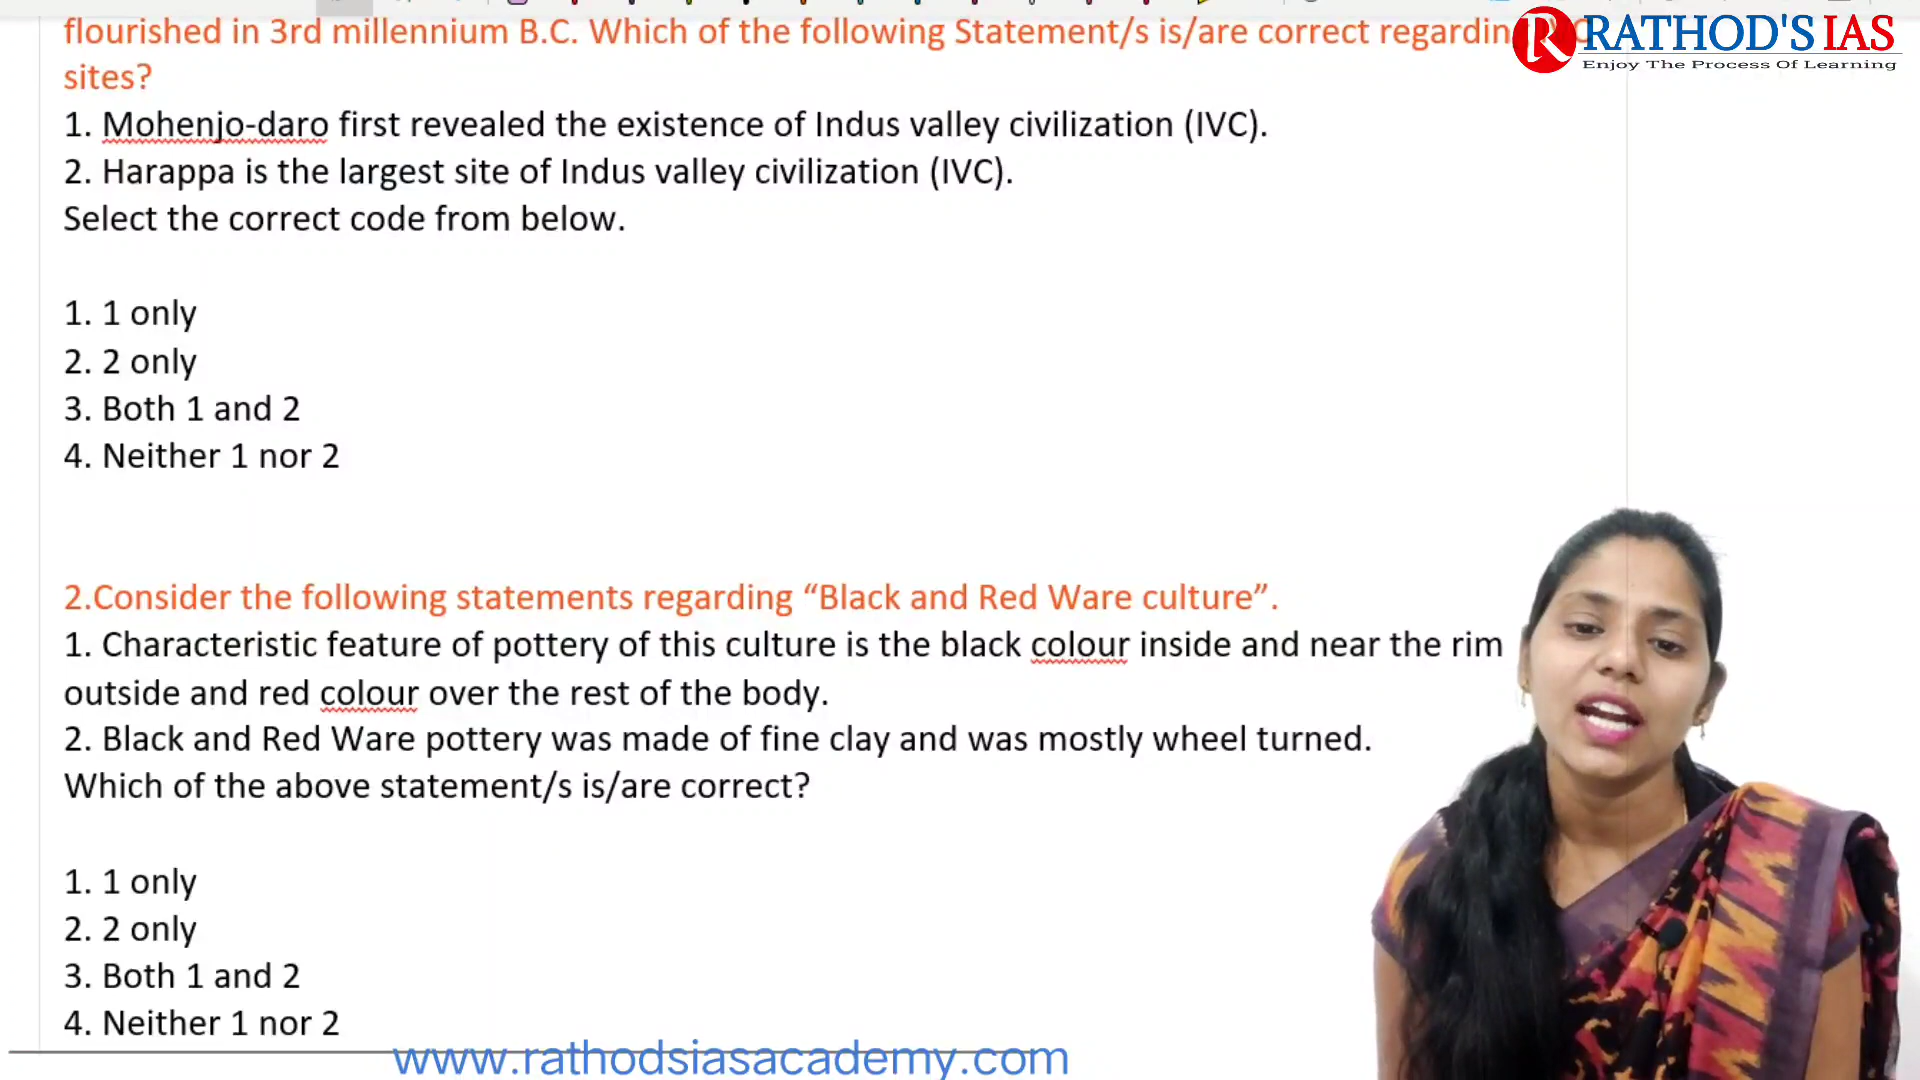 flourished in 3rd millennium B.C. Which of the following Statement/s is/are correct regarding
RATHOD'S IAS
Enjoy The Process Of Learning
sites?
1. Mohenjo-daro first revealed the existence of Indus valley civilization (IVC).
2. Harappa is the largest site of Indus valley civilization (IVC).
Select the correct code from below.
1. 1 only
2. 2 only
3. Both 1 and 2
4. Neither 1 nor 2
2.Consider the following statements regarding “Black and Red Ware culture”.
1. Characteristic feature of pottery of this culture is the black colour inside and near the rim
outside and red colour over the rest of the body.
2. Black and Red Ware pottery was made of fine clay and was mostly wheel turned.
Which of the above statement/s is/are correct?
1. 1 only
2. 2 only
3. Both 1 and 2
4. Neither 1 nor 2
www.rathodsiasacademy.com